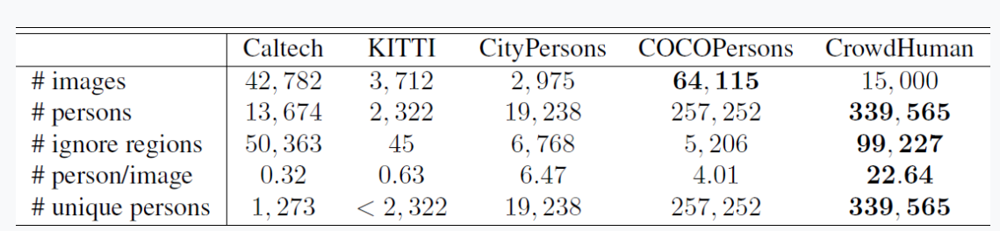 Caltech KITTI CityPersons COCOPersons CrowdHuman
# images 42, 782 3, 712 2, 975 64, 115 15, 000
# persons 13, 674 2, 322 19, 238 257, 252 339, 565
# ignore regions 50, 363 45 6, 768 5, 206 99, 227
# person/image 0.32 0.63 6.47 4.01 22.64
# unique persons 1, 273 < 2, 322 19, 238 257, 252 339, 565